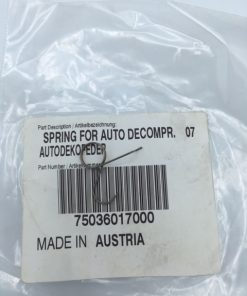 Part Description / Artikelbezeichnung:
SPRING FOR AUTO DECOMPR. 07
AUTODEKOFEDER
Part Number / Artikelnummer:
75036017000
MADE IN AUSTRIA